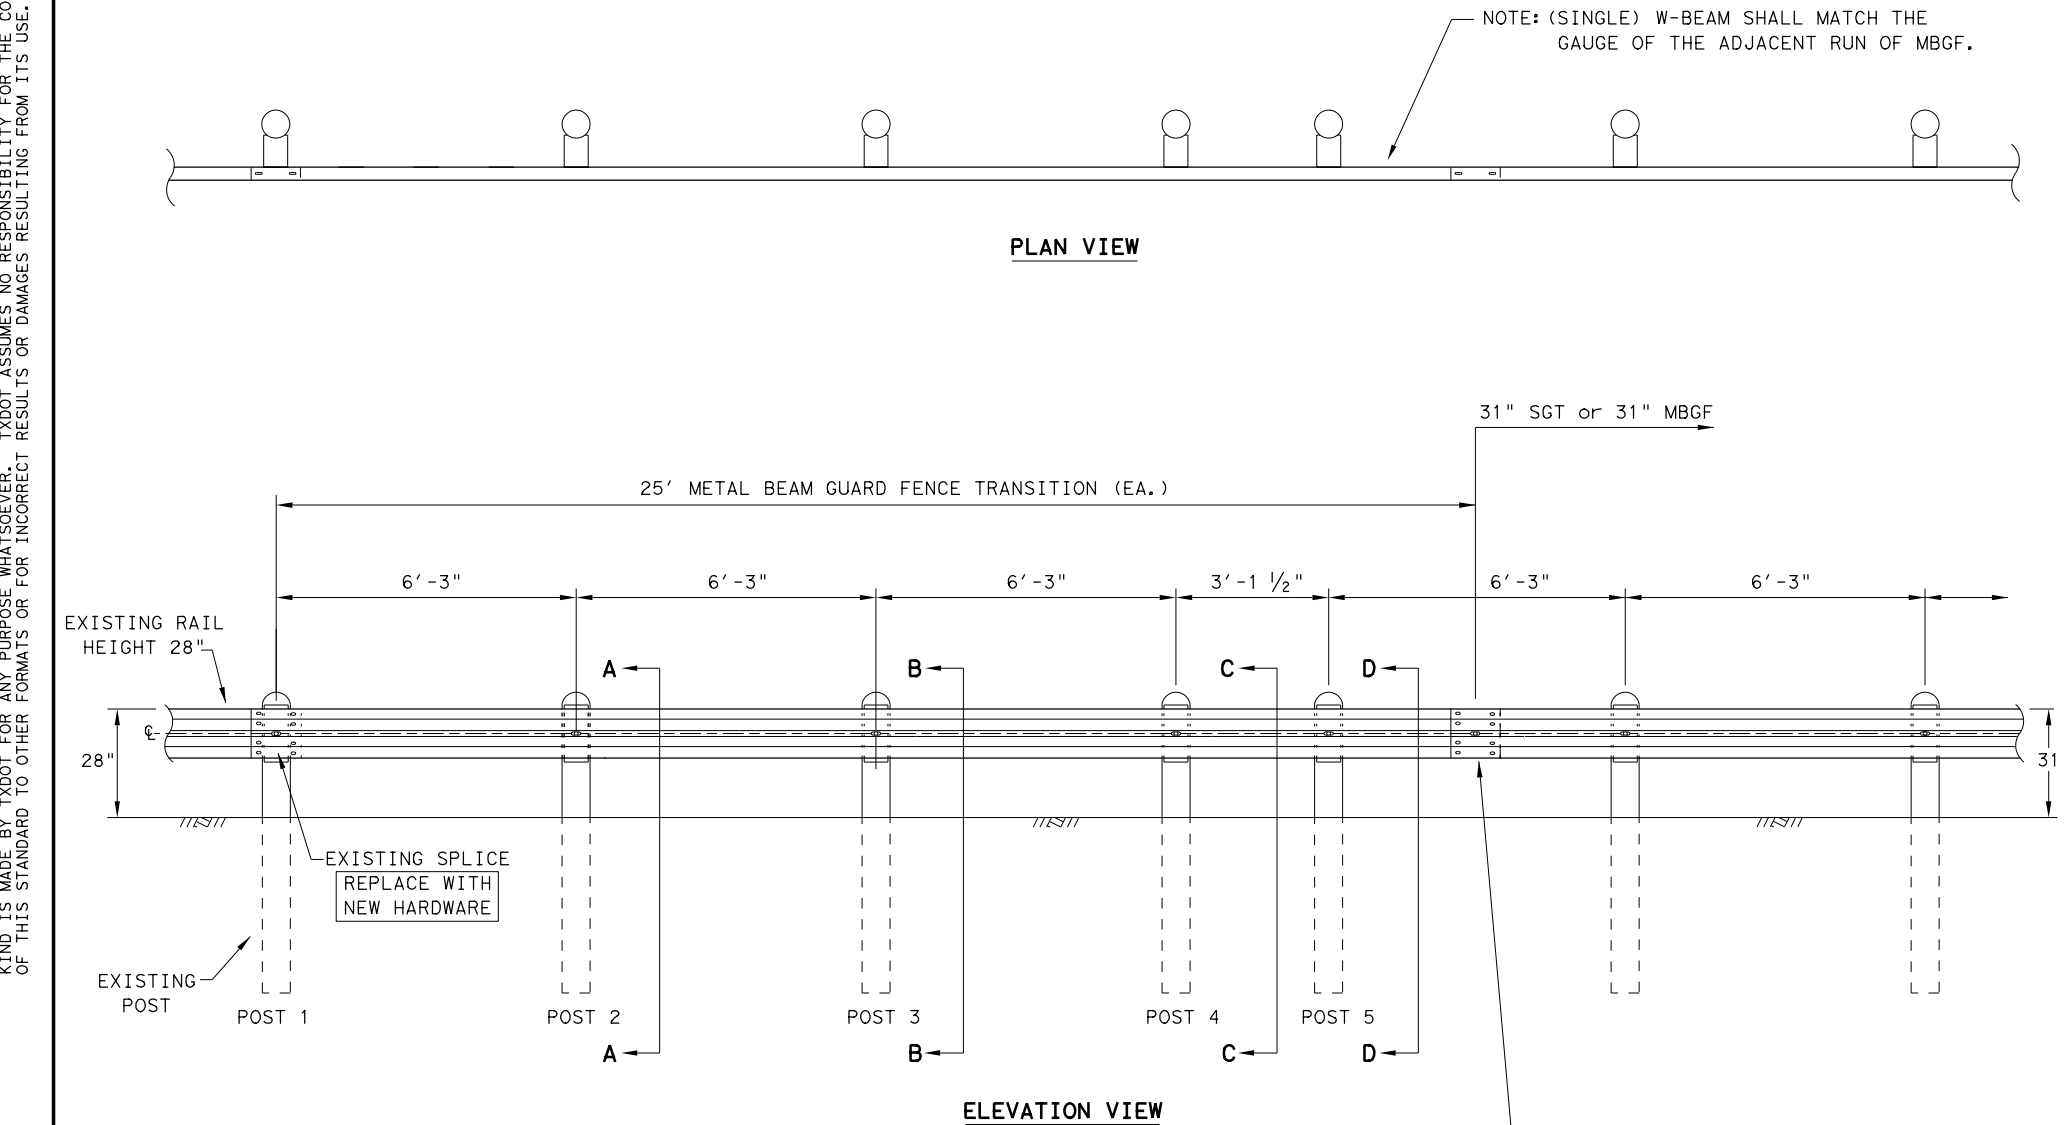 KIND IS MADE BY TXDOT FOR ANY PURPOSE WHATSOEVER. TXDOT ASSUMES NO RESPONSIBILITY FOR THE CO
OF THIS STANDARD TO OTHER FORMATS OR FOR INCORRECT RESULTS OR DAMAGES RESULTING FROM ITS USE.
NOTE: (SINGLE) W-BEAM SHALL MATCH THE
GAUGE OF THE ADJACENT RUN OF MBGF.
PLAN VIEW
31" SGT or 31" MBGF
25' METAL BEAM GUARD FENCE TRANSITION (EA.)
6'-3" 6'-3" 6'-3" 3'-1 1/2" 6'-3" 6'-3"
EXISTING RAIL
HEIGHT 28"
A B C D
℄
28" 31
EXISTING SPLICE
REPLACE WITH
NEW HARDWARE
EXISTING
POST
POST 1 POST 2 POST 3 POST 4 POST 5
A B C D
ELEVATION VIEW